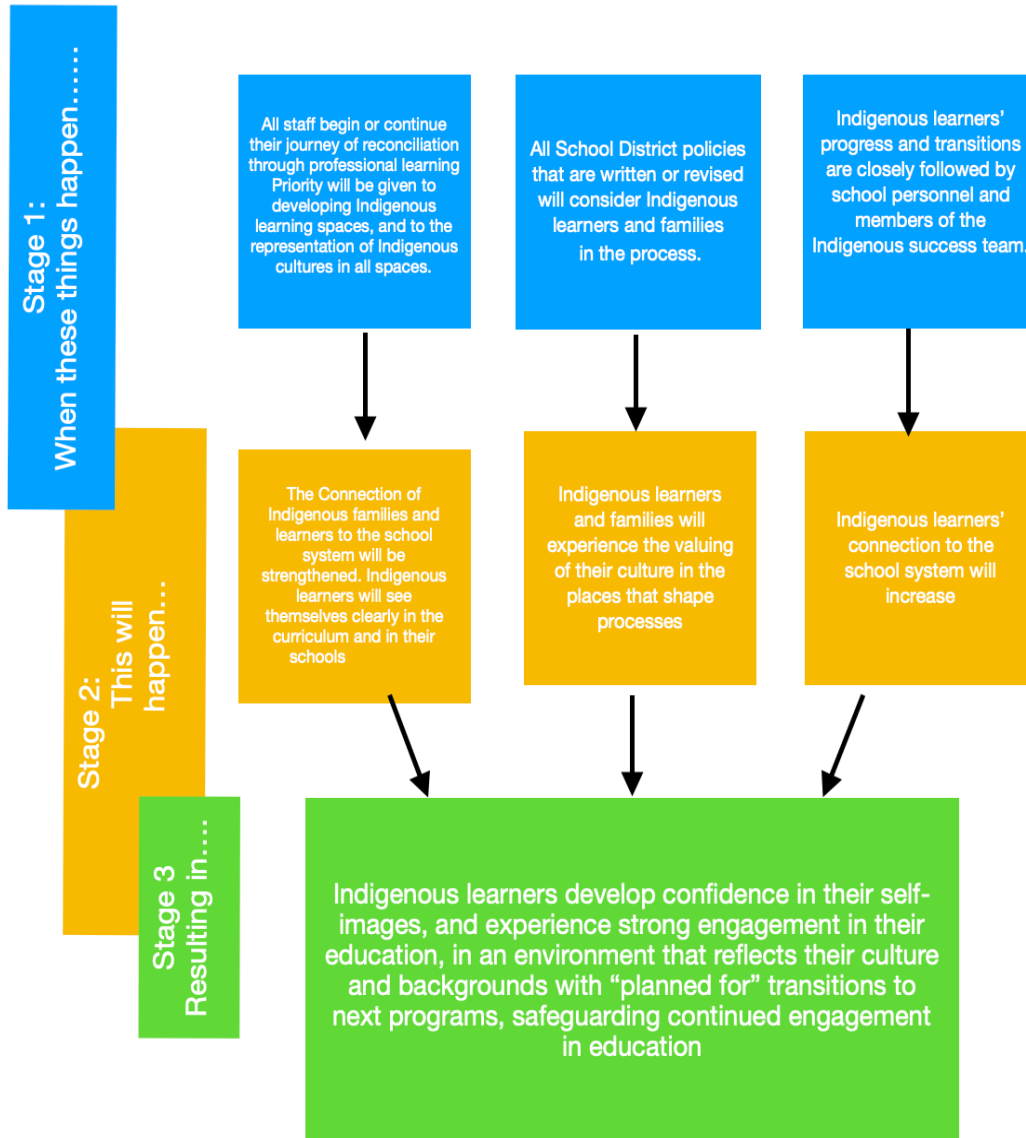 Stage 1:
When these things happen......
All staff begin or continue
their journey of reconciliation
through professional learning
Priority will be given to
developing Indigenous
learning spaces, and to the
representation of Indigenous
cultures in all spaces.
All School District policies
that are written or revised
will consider Indigenous
learners and families
in the process.
Indigenous learners’
progress and transitions
are closely followed by
school personnel and
members of the
Indigenous success team.
Stage 2:
This will
happen...
The Connection of
Indigenous families and
learners to the school
system will be
strengthened. Indigenous
learners will see
themselves clearly in the
curriculum and in their
schools
Indigenous learners
and families will
experience the valuing
of their culture in the
places that shape
processes
Indigenous learners’
connection to the
school system will
increase
Stage 3
Resulting in....
Indigenous learners develop confidence in their self-
images, and experience strong engagement in their
education, in an environment that reflects their culture
and backgrounds with “planned for” transitions to
next programs, safeguarding continued engagement
in education